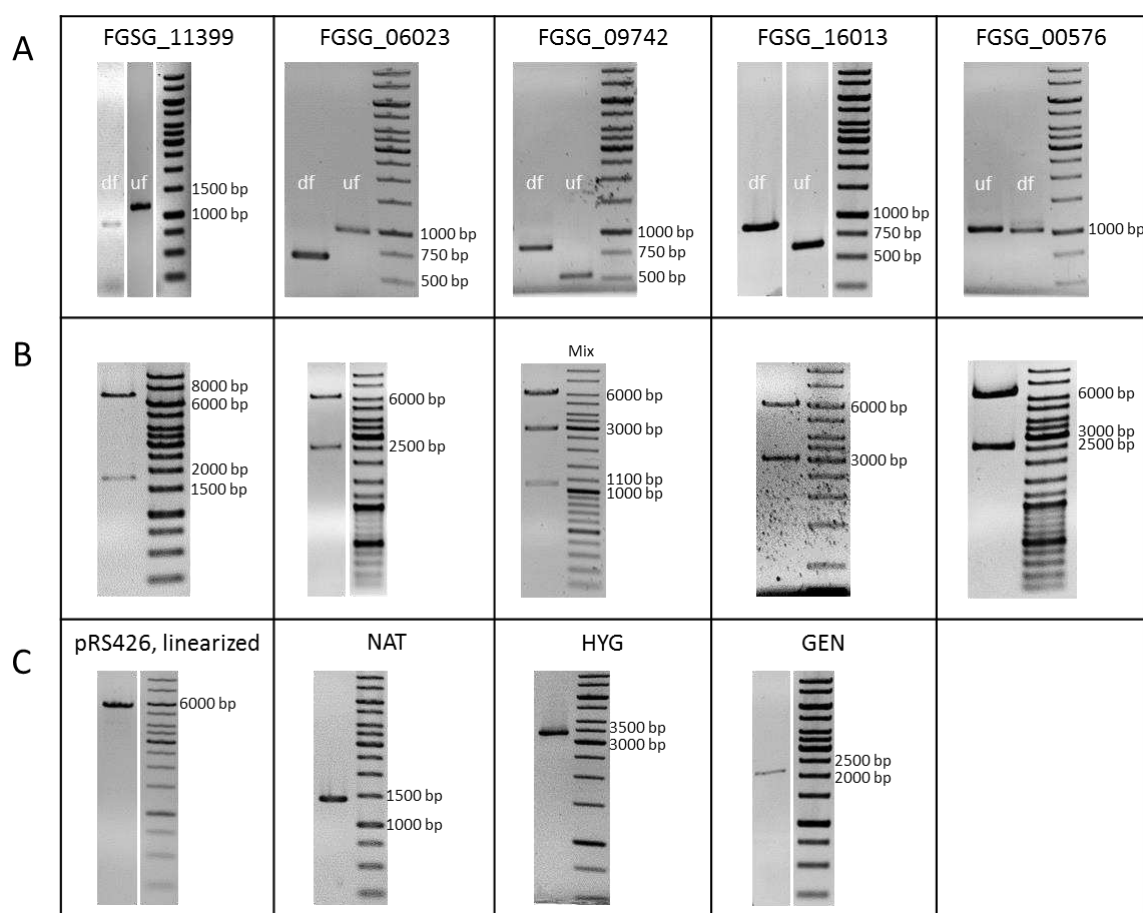 A
FGSG_11399
FGSG_06023
FGSG_09742
FGSG_16013
FGSG_00576
df
uf
1500 bp
1000 bp
df
uf
1000 bp
750 bp
500 bp
df
uf
1000 bp
750 bp
500 bp
df
uf
1000 bp
750 bp
500 bp
uf
df
1000 bp
B
8000 bp
6000 bp
2000 bp
1500 bp
6000 bp
2500 bp
Mix
6000 bp
3000 bp
1100 bp
1000 bp
6000 bp
3000 bp
6000 bp
3000 bp
2500 bp
C
pRS426, linearized
6000 bp
NAT
1500 bp
1000 bp
HYG
3500 bp
3000 bp
GEN
2500 bp
2000 bp